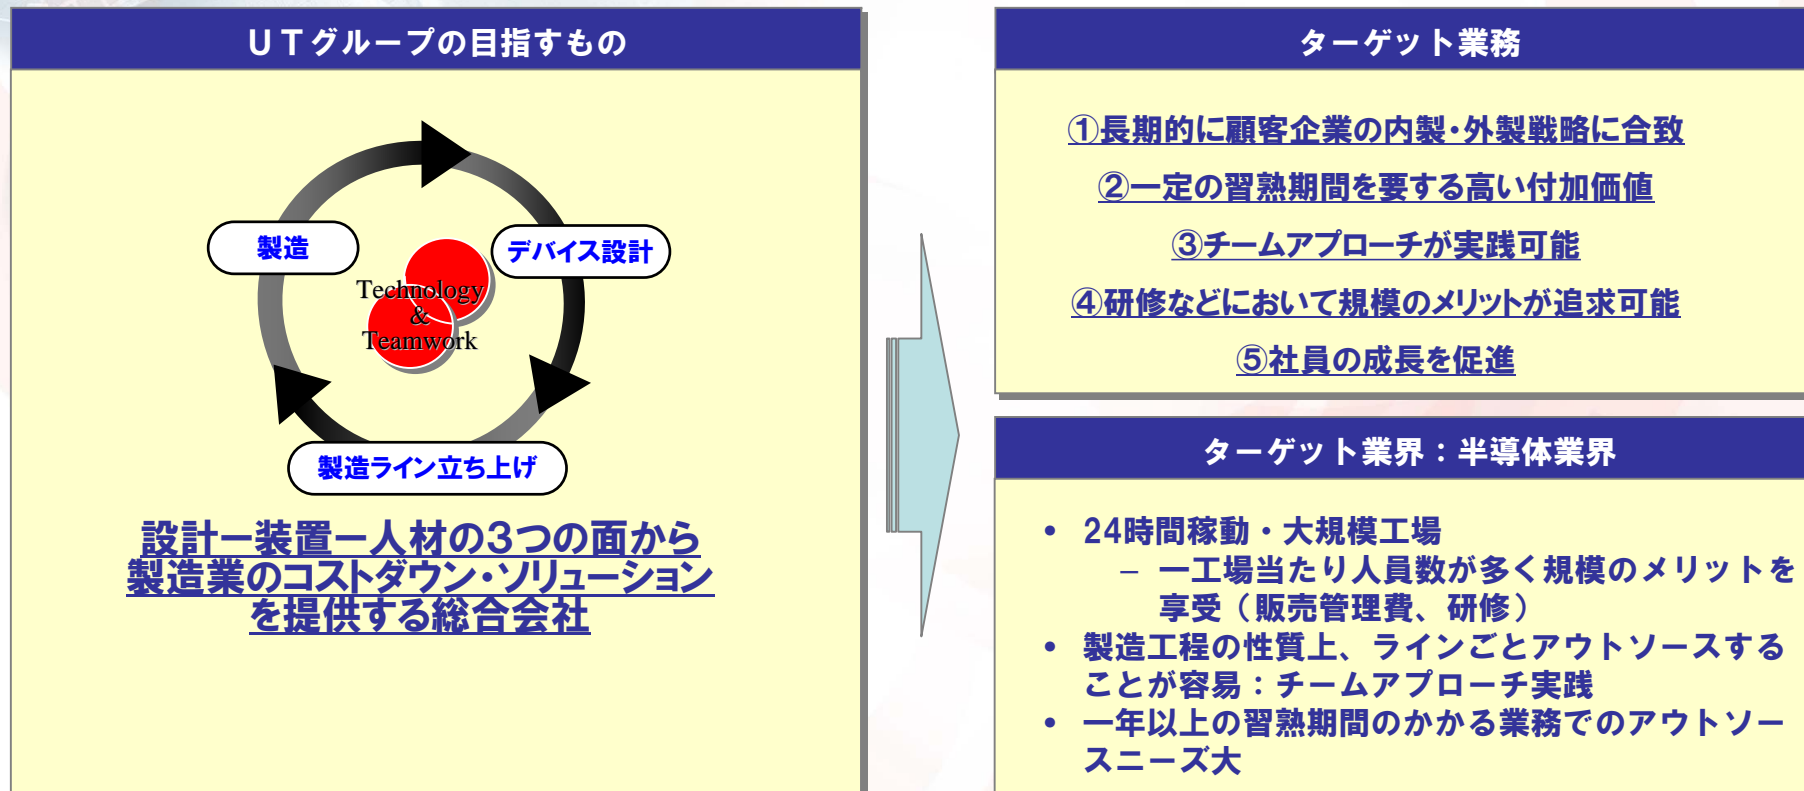 UTグループの目指すもの
製造
デバイス設計
Technology
&
Teamwork
製造ライン立ち上げ
設計ー装置ー人材の3つの面から
製造業のコストダウン・ソリューション
を提供する総合会社
ターゲット業務
①長期的に顧客企業の内製・外製戦略に合致
②一定の習熟期間を要する高い付加価値
③チームアプローチが実践可能
④研修などにおいて規模のメリットが追求可能
⑤社員の成長を促進
ターゲット業界：半導体業界
• 24時間稼動・大規模工場
– 一工場当たり人員数が多く規模のメリットを
享受（販売管理費、研修）
• 製造工程の性質上、ラインごとアウトソースする
ことが容易：チームアプローチ実践
• 一年以上の習熟期間のかかる業務でのアウトソー
スニーズ大